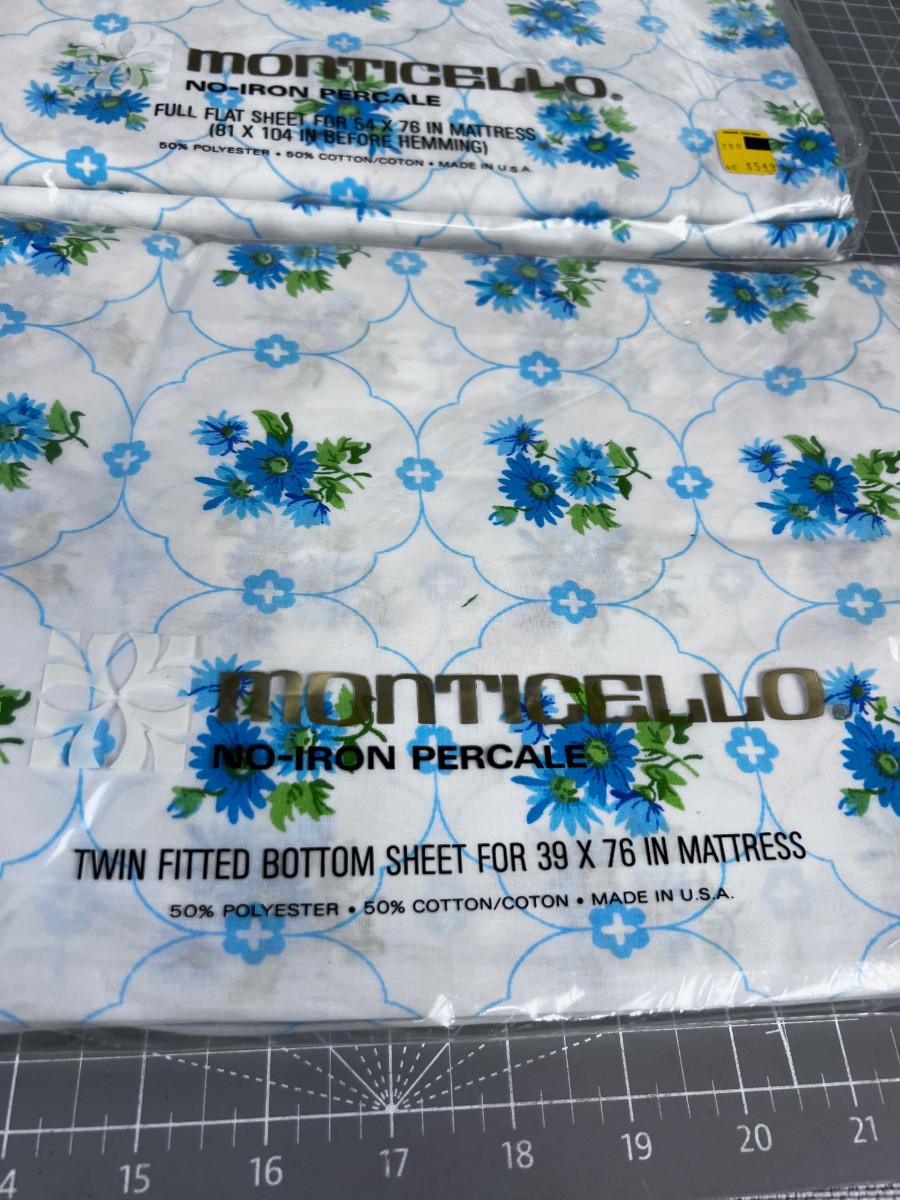 MONTICELLO®
NO-IRON PERCALE
FULL FLAT SHEET FOR 54 X 76 IN MATTRESS
(81 X 104 IN BEFORE HEMMING)
50% POLYESTER • 50% COTTON/COTON • MADE IN U.S.A.
$5.49
MONTICELLO®
NO-IRON PERCALE
TWIN FITTED BOTTOM SHEET FOR 39 X 76 IN MATTRESS
50% POLYESTER • 50% COTTON/COTON • MADE IN U.S.A.
15 16 17 18 19 20 21